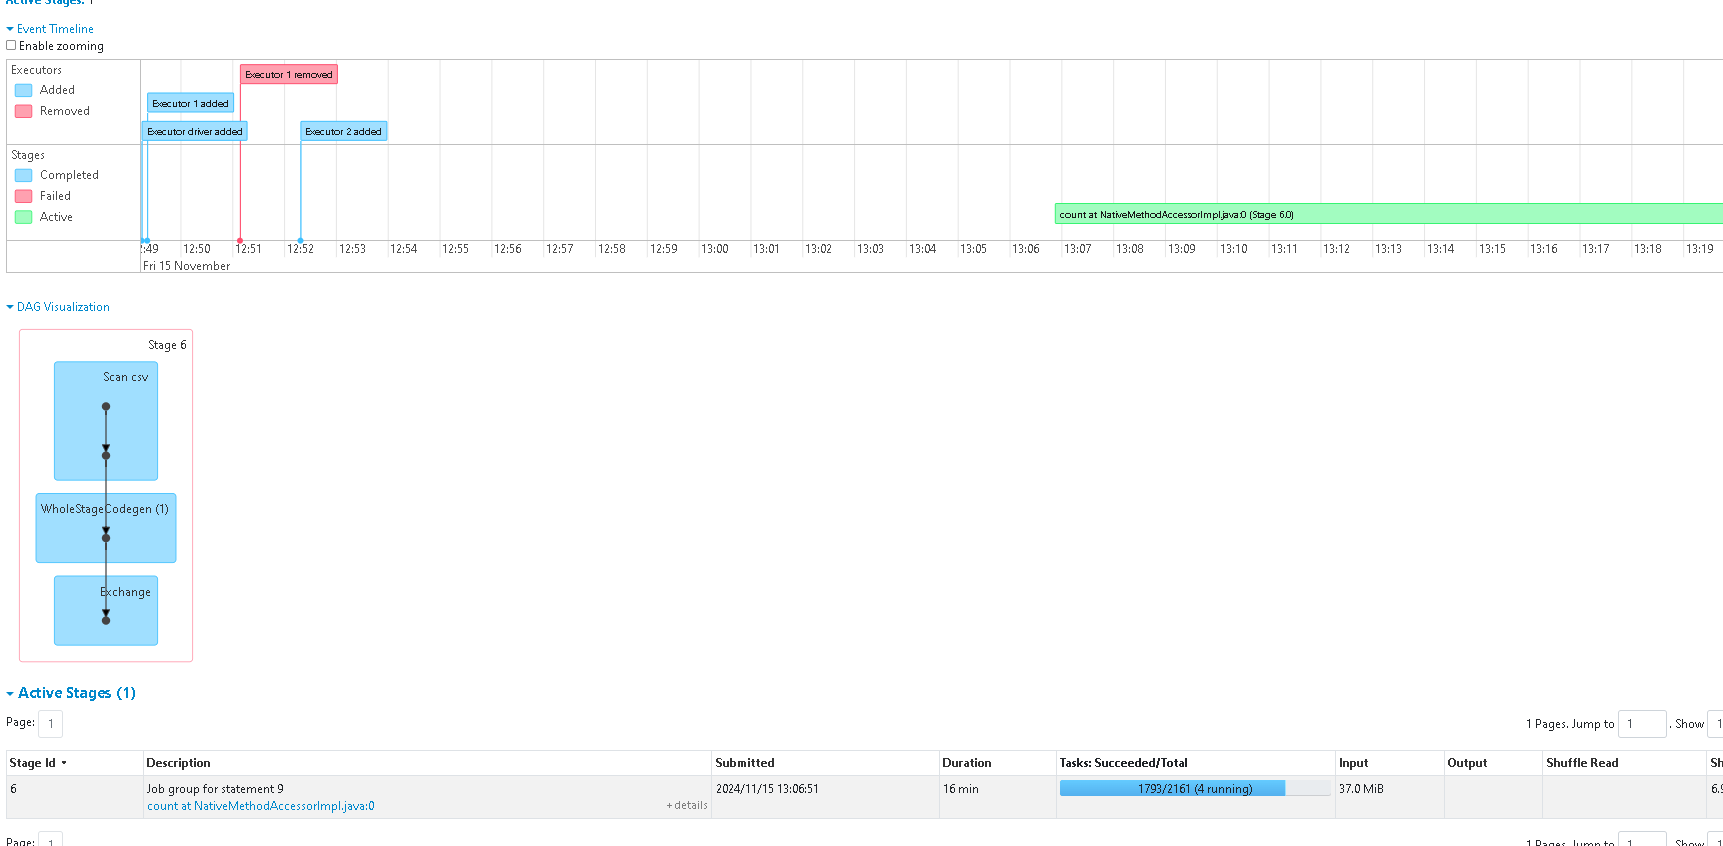 Active Stages: 1
Event Timeline
Enable zooming
Executors
Added
Removed
Executor 1 removed
Executor 1 added
Executor driver added
Executor 2 added
Stages
Completed
Failed
Active
count at NativeMethodAccessorImpl.java:0 (Stage 6.0)
:49 12:50 12:51 12:52 12:53 12:54 12:55 12:56 12:57 12:58 12:59 13:00 13:01 13:02 13:03 13:04 13:05 13:06 13:07 13:08 13:09 13:10 13:11 13:12 13:13 13:14 13:15 13:16 13:17 13:18 13:19
Fri 15 November
DAG Visualization
Stage 6
Scan csv
WholeStageCodegen (1)
Exchange
Active Stages (1)
Page: 1 1 Pages. Jump to 1 . Show 1
Stage Id Description Submitted Duration Tasks: Succeeded/Total Input Output Shuffle Read Sh
6 Job group for statement 9 2024/11/15 13:06:51 16 min 1793/2161 (4 running) 37.0 MiB 6.9
count at NativeMethodAccessorImpl.java:0 +details
Page: 1 1 Pages. Jump to 1 . Show 1